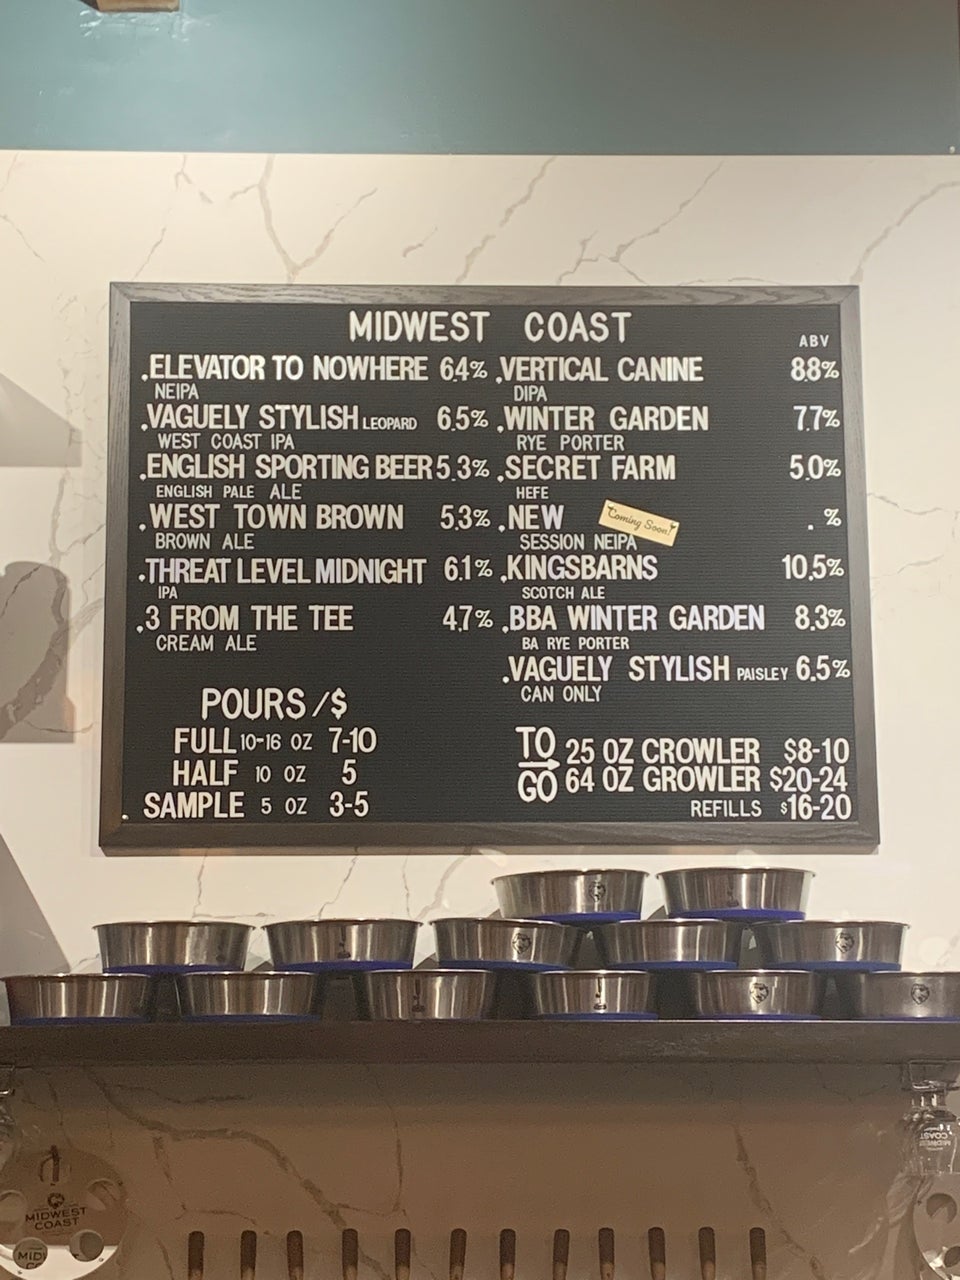 MIDWEST COAST
ABV
.ELEVATOR TO NOWHERE 6.4%
NEIPA
.VAGUELY STYLISH LEOPARD 6.5%
WEST COAST IPA
.ENGLISH SPORTING BEER 5.3%
ENGLISH PALE ALE
.WEST TOWN BROWN 5.3%
BROWN ALE
.THREAT LEVEL MIDNIGHT 6.1%
IPA
.3 FROM THE TEE 4.7%
CREAM ALE
.VERTICAL CANINE 8.8%
DIPA
.WINTER GARDEN 7.7%
RYE PORTER
.SECRET FARM 5.0%
HEFE
.NEW Coming Soon! . %
SESSION NEIPA
.KINGSBARNS 10.5%
SCOTCH ALE
.BBA WINTER GARDEN 8.3%
BA RYE PORTER
.VAGUELY STYLISH PAISLEY 6.5%
CAN ONLY
POURS /$
FULL 10-16 OZ 7-10
HALF 10 OZ 5
SAMPLE 5 OZ 3-5
TO GO
25 OZ CROWLER $8-10
64 OZ GROWLER $20-24
REFILLS $16-20
MIDWEST
COAST